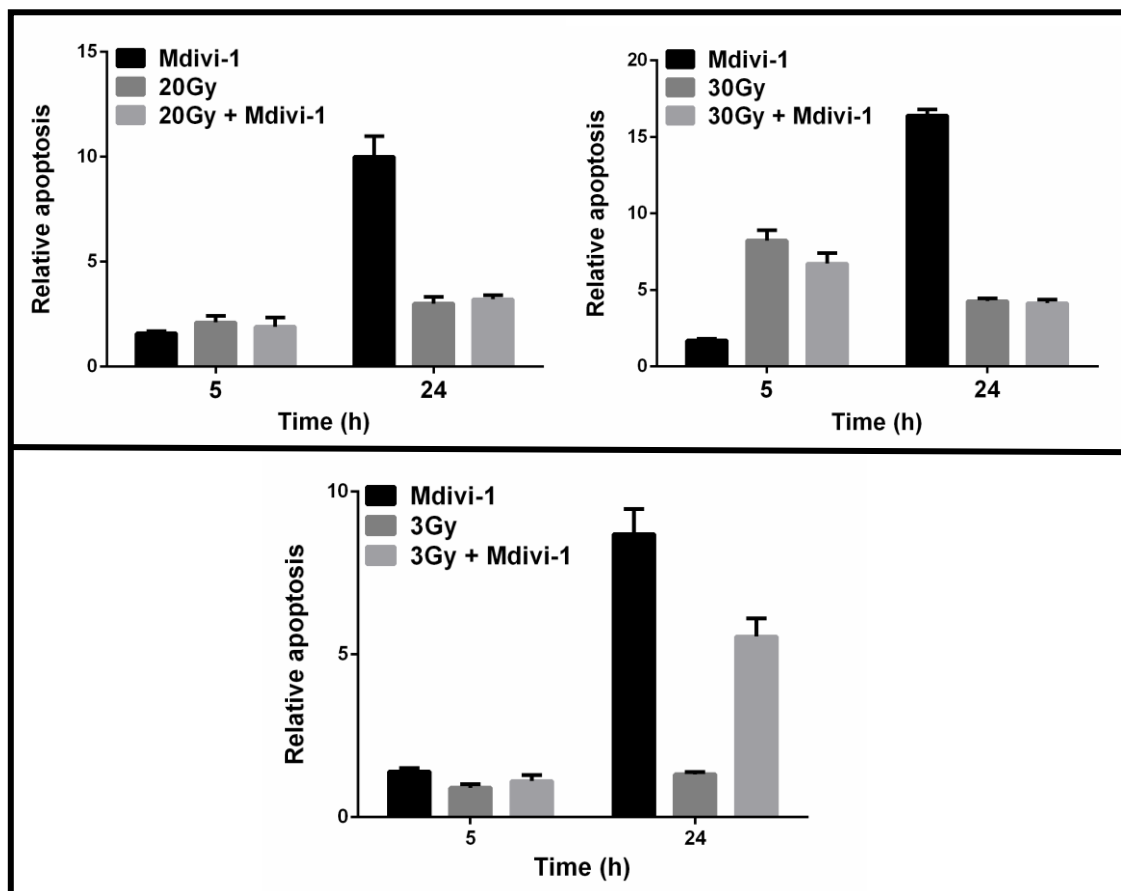 15
10
5
0
Relative apoptosis
Mdivi-1
20Gy
20Gy + Mdivi-1
5
24
Time (h)
20
15
10
5
0
Relative apoptosis
Mdivi-1
30Gy
30Gy + Mdivi-1
5
24
Time (h)
10
5
0
Relative apoptosis
Mdivi-1
3Gy
3Gy + Mdivi-1
5
24
Time (h)